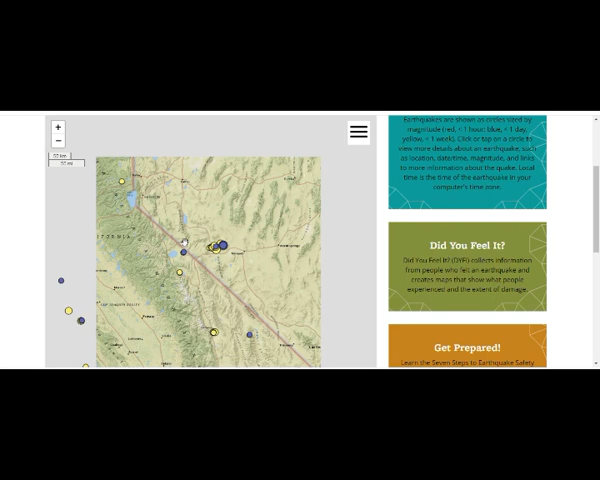 +
−
50 km
50 mi
Earthquakes are shown as circles sized by
magnitude (red, < 1 hour; blue, < 1 day,
yellow, < 1 week). Click or tap on a circle to
view more details about an earthquake, such
as location, date/time, magnitude, and links
to more information about the quake. Local
time is the time of the earthquake in your
computer's time zone.
Did You Feel It?
Did You Feel It? (DYFI) collects information
from people who felt an earthquake and
creates maps that show what people
experienced and the extent of damage.
Get Prepared!
Learn the Seven Steps to Earthquake Safety